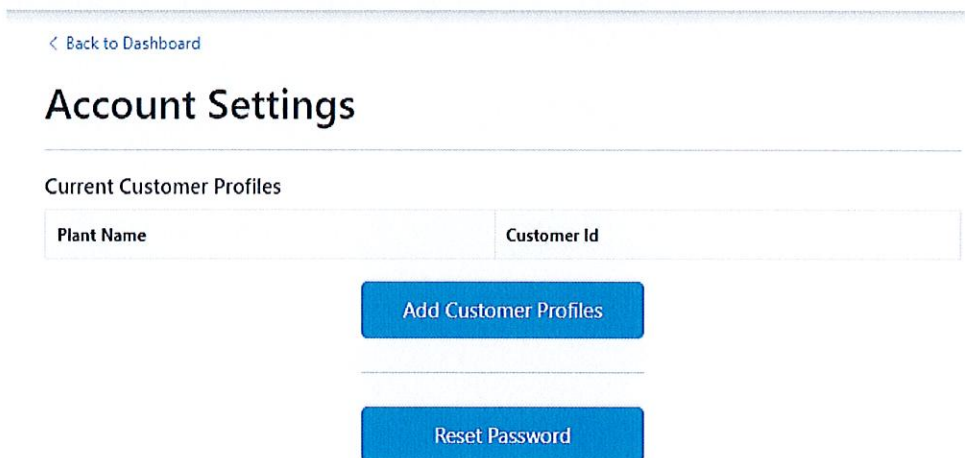 < Back to Dashboard
Account Settings
Current Customer Profiles
Plant Name Customer Id
Add Customer Profiles
Reset Password